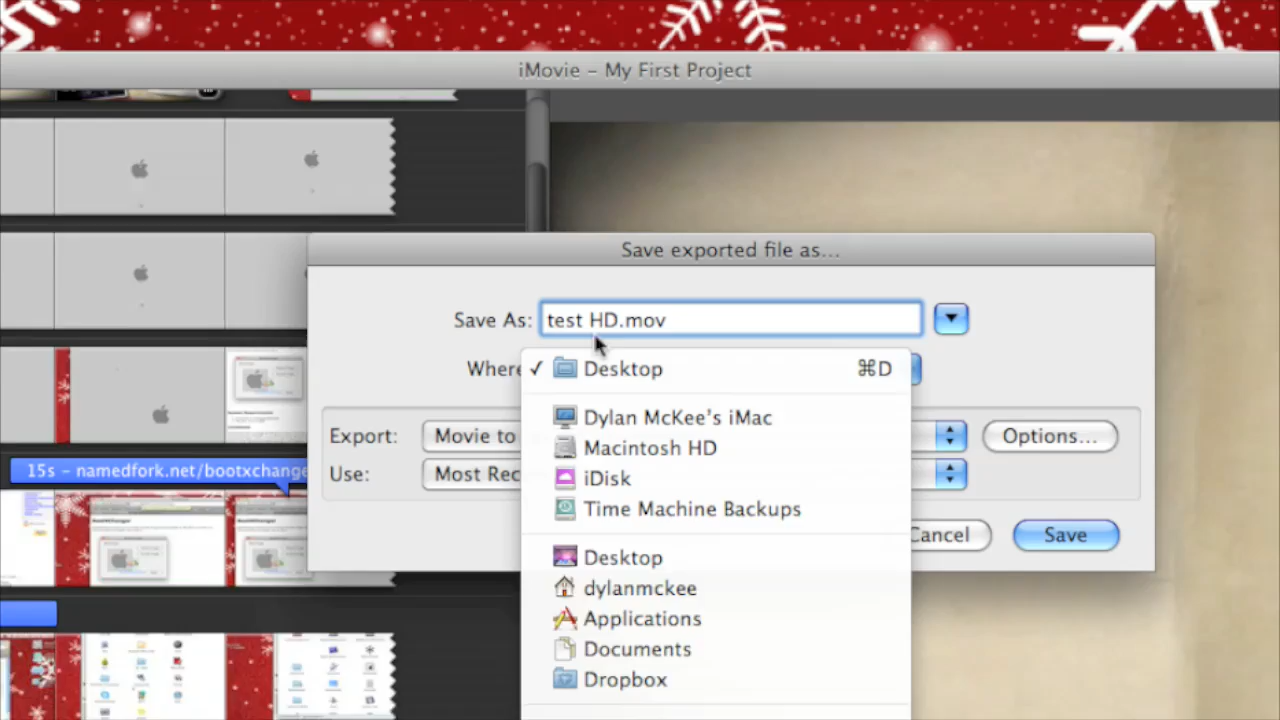 iMovie – My First Project
Save exported file as...
Save As: test HD.mov
Where
✓ Desktop ⌘D
Dylan McKee's iMac
Macintosh HD
iDisk
Time Machine Backups
Desktop
dylanmckee
Applications
Documents
Dropbox
Export: Movie to
Options...
Use: Most Rec
Cancel
Save
15s – namedfork.net/bootxchange